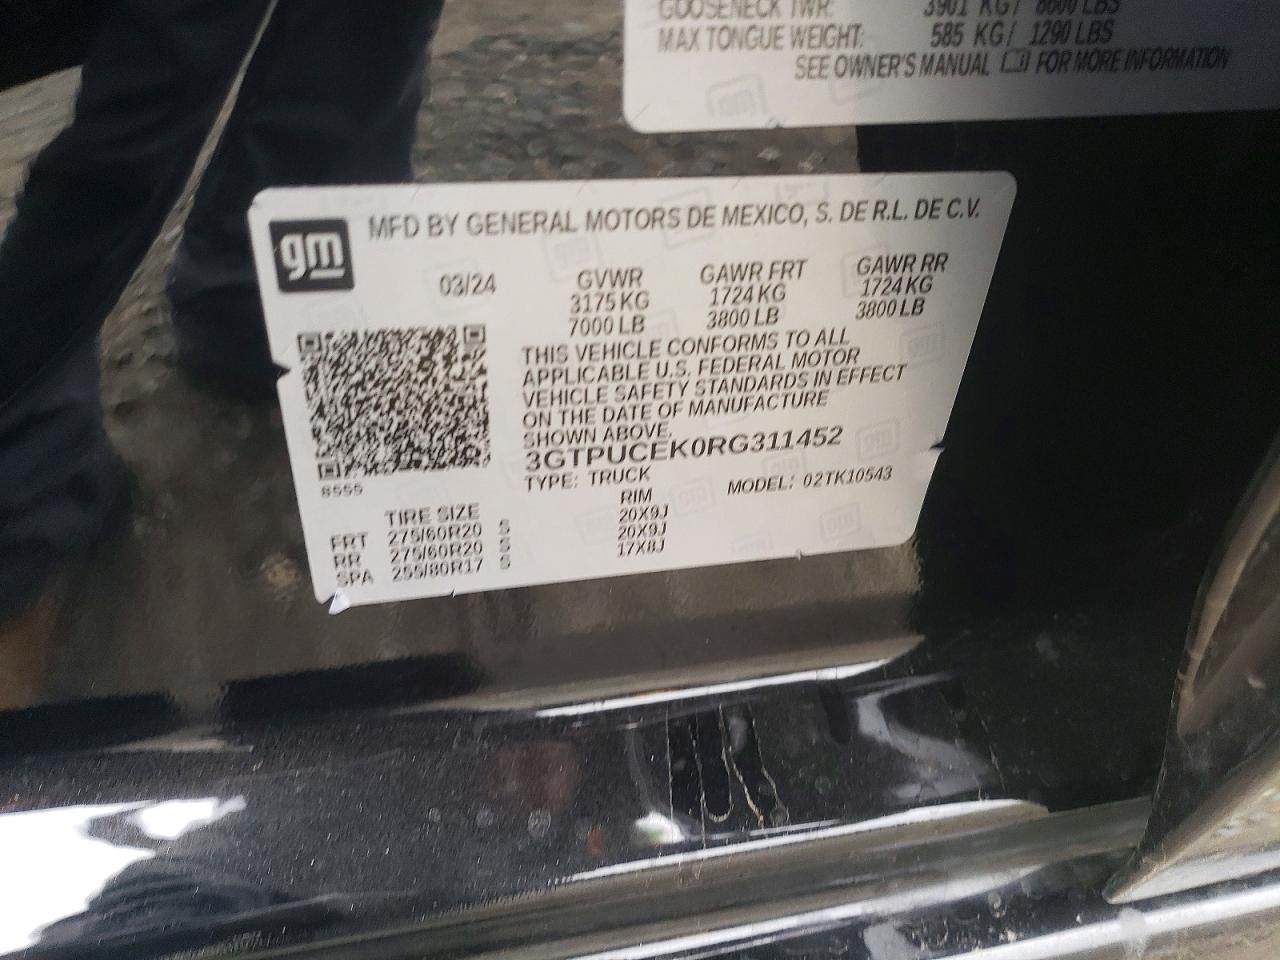 GOOSENECK TWR: 3901 KG/ 8600 LBS
MAX TONGUE WEIGHT: 585 KG/ 1290 LBS
SEE OWNER'S MANUAL FOR MORE INFORMATION
gm
MFD BY GENERAL MOTORS DE MEXICO, S. DE R.L. DE C.V.
03/24 GVWR GAWR FRT GAWR RR
3175 KG 1724 KG 1724 KG
7000 LB 3800 LB 3800 LB
THIS VEHICLE CONFORMS TO ALL
APPLICABLE U.S. FEDERAL MOTOR
VEHICLE SAFETY STANDARDS IN EFFECT
ON THE DATE OF MANUFACTURE
SHOWN ABOVE.
3GTPUCEK0RG311452
TYPE: TRUCK MODEL: 02TK10543
8555
TIRE SIZE RIM
FRT 275/60R20 S 20X9J
RR 275/60R20 S 20X9J
SPA 255/80R17 S 17X8J